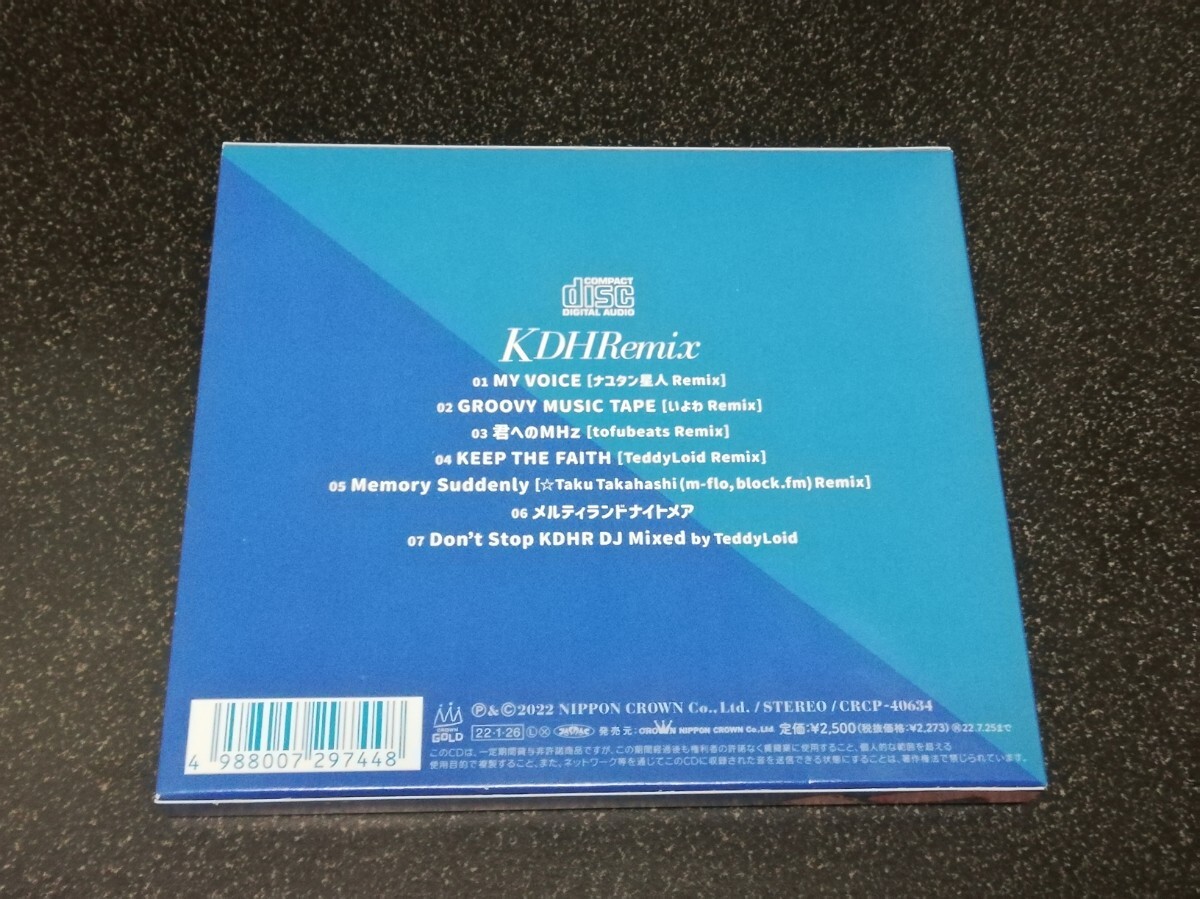 COMPACT
disc
DIGITAL AUDIO
KDHRemix
01 MY VOICE [ナユタン星人 Remix]
02 GROOVY MUSIC TAPE [いよわ Remix]
03 君へのMHz [tofubeats Remix]
04 KEEP THE FAITH [TeddyLoid Remix]
05 Memory Suddenly [☆Taku Takahashi (m-flo, block.fm) Remix]
06 メルティランドナイトメア
07 Don't Stop KDHR DJ Mixed by TeddyLoid
4 988007 297448
CROWN GOLD
Ⓟ&Ⓒ2022 NIPPON CROWN Co., Ltd. / STEREO / CRCP-40634
22・1・26 Ⓛ Ⓧ 発売元: CROWN NIPPON CROWN Co., Ltd. 定価:¥2,500(税抜価格:¥2,273) 22.7.25まで
このCDは、一定期間貸与非許諾商品ですが、この期間経過後も権利者の許諾なく賃貸業に使用すること、個人的な範囲を超える
使用目的で複製すること、また、ネットワーク等を通じてこのCDに収録された音を送信できる状態にすることは、著作権法で禁じられています。